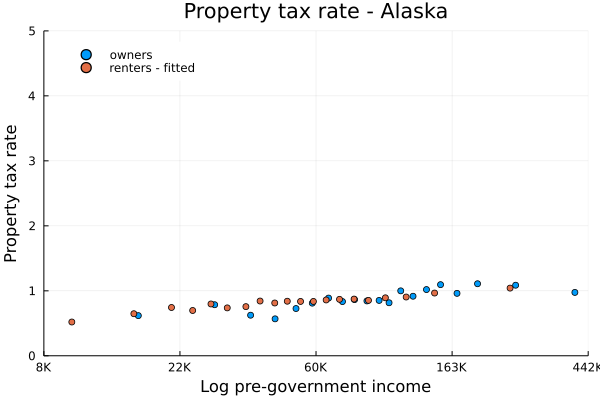 Property tax rate - Alaska
owners
renters - fitted
Property tax rate
5
4
3
2
1
0
8K 22K 60K 163K 442K
Log pre-government income